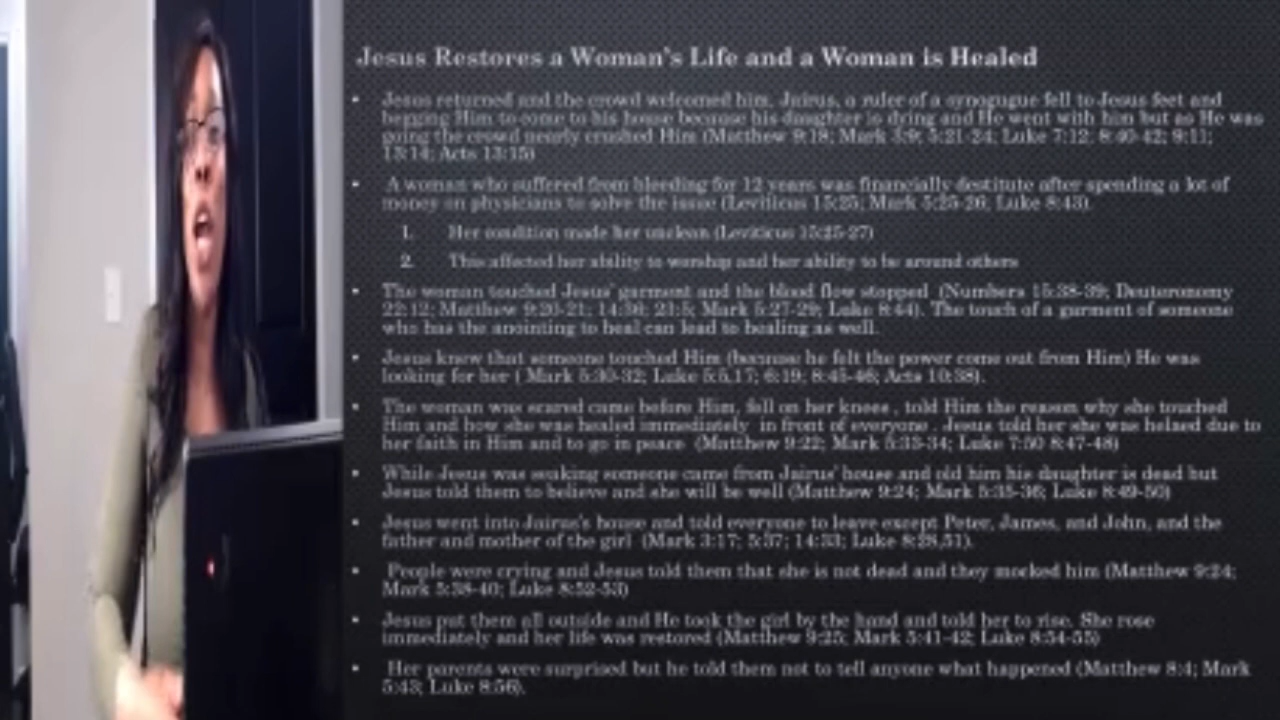 Jesus Restores a Woman's Life and a Woman is Healed
• Jesus returned and the crowd welcomed him. Jairus, a ruler of a synogogue fell to Jesus feet and
begging Him to come to his house because his daughter is dying and He went with him but as He was
going the crowd nearly crushed Him (Matthew 9:18; Mark 3:9; 5:21-24; Luke 7:12; 8:40-42; 9:11;
13:14; Acts 13:15)
• A woman who suffered from bleeding for 12 years was financially destitute after spending a lot of
money on physicians to solve the issue (Leviticus 15:25; Mark 5:25-26; Luke 8:43).
1. Her condition made her unclean (Leviticus 15:25-27)
2. This affected her ability to worship and her ability to be around others
• The woman touched Jesus' garment and the blood flow stopped (Numbers 15:38-39; Deuteronomy
22:12; Matthew 9:20-21; 14:36; 23:5; Mark 5:27-29; Luke 8:44). The touch of a garment of someone
who has the anointing to heal can lead to healing as well.
• Jesus knew that someone touched Him (because he felt the power come out from Him) He was
looking for her ( Mark 5:30-32; Luke 5:5,17; 6:19; 8:45-46; Acts 10:38).
• The woman was scared came before Him, fell on her knees , told Him the reason why she touched
Him and how she was healed immediately in front of everyone . Jesus told her she was helaed due to
her faith in Him and to go in peace (Matthew 9:22; Mark 5:33-34; Luke 7:50 8:47-48)
• While Jesus was seaking someone came from Jairus' house and old him his daughter is dead but
Jesus told them to believe and she will be well (Matthew 9:24; Mark 5:35-36; Luke 8:49-50)
• Jesus went into Jairus's house and told everyone to leave except Peter, James, and John, and the
father and mother of the girl (Mark 3:17; 5:37; 14:33; Luke 8:28,51).
• People were crying and Jesus told them that she is not dead and they mocked him (Matthew 9:24;
Mark 5:38-40; Luke 8:52-53)
• Jesus put them all outside and He took the girl by the hand and told her to rise. She rose
immediately and her life was restored (Matthew 9:25; Mark 5:41-42; Luke 8:54-55)
• Her parents were surprised but he told them not to tell anyone what happened (Matthew 8:4; Mark
5:43; Luke 8:56).